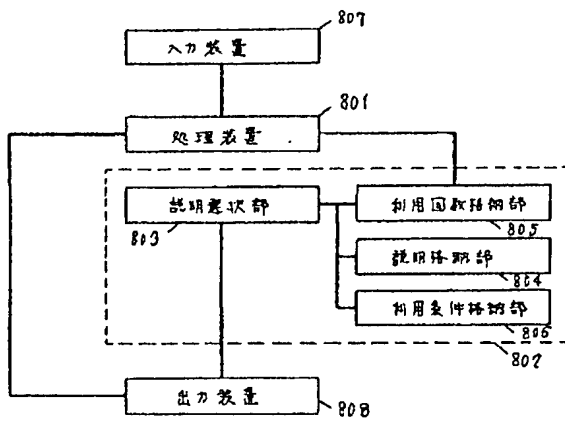 807
入力装置
801
処理装置
説明選択部
803
利用回数格納部
805
説明格納部
804
利用条件格納部
806
802
出力装置
808